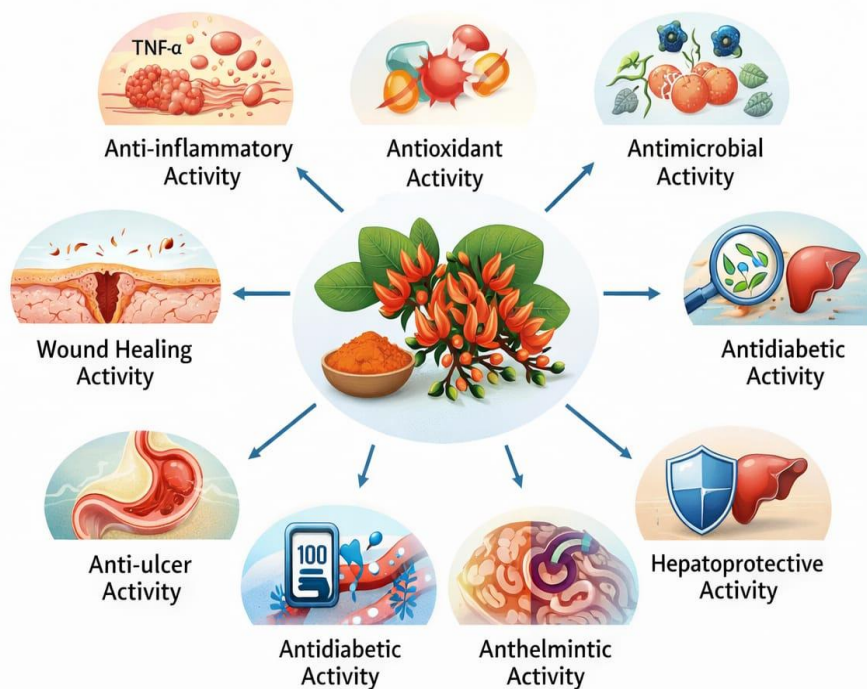 TNF-α
Anti-inflammatory
Activity
Antioxidant
Activity
Antimicrobial
Activity
Wound Healing
Activity
Antidiabetic
Activity
Anti-ulcer
Activity
100
Antidiabetic
Activity
Anthelmintic
Activity
Hepatoprotective
Activity